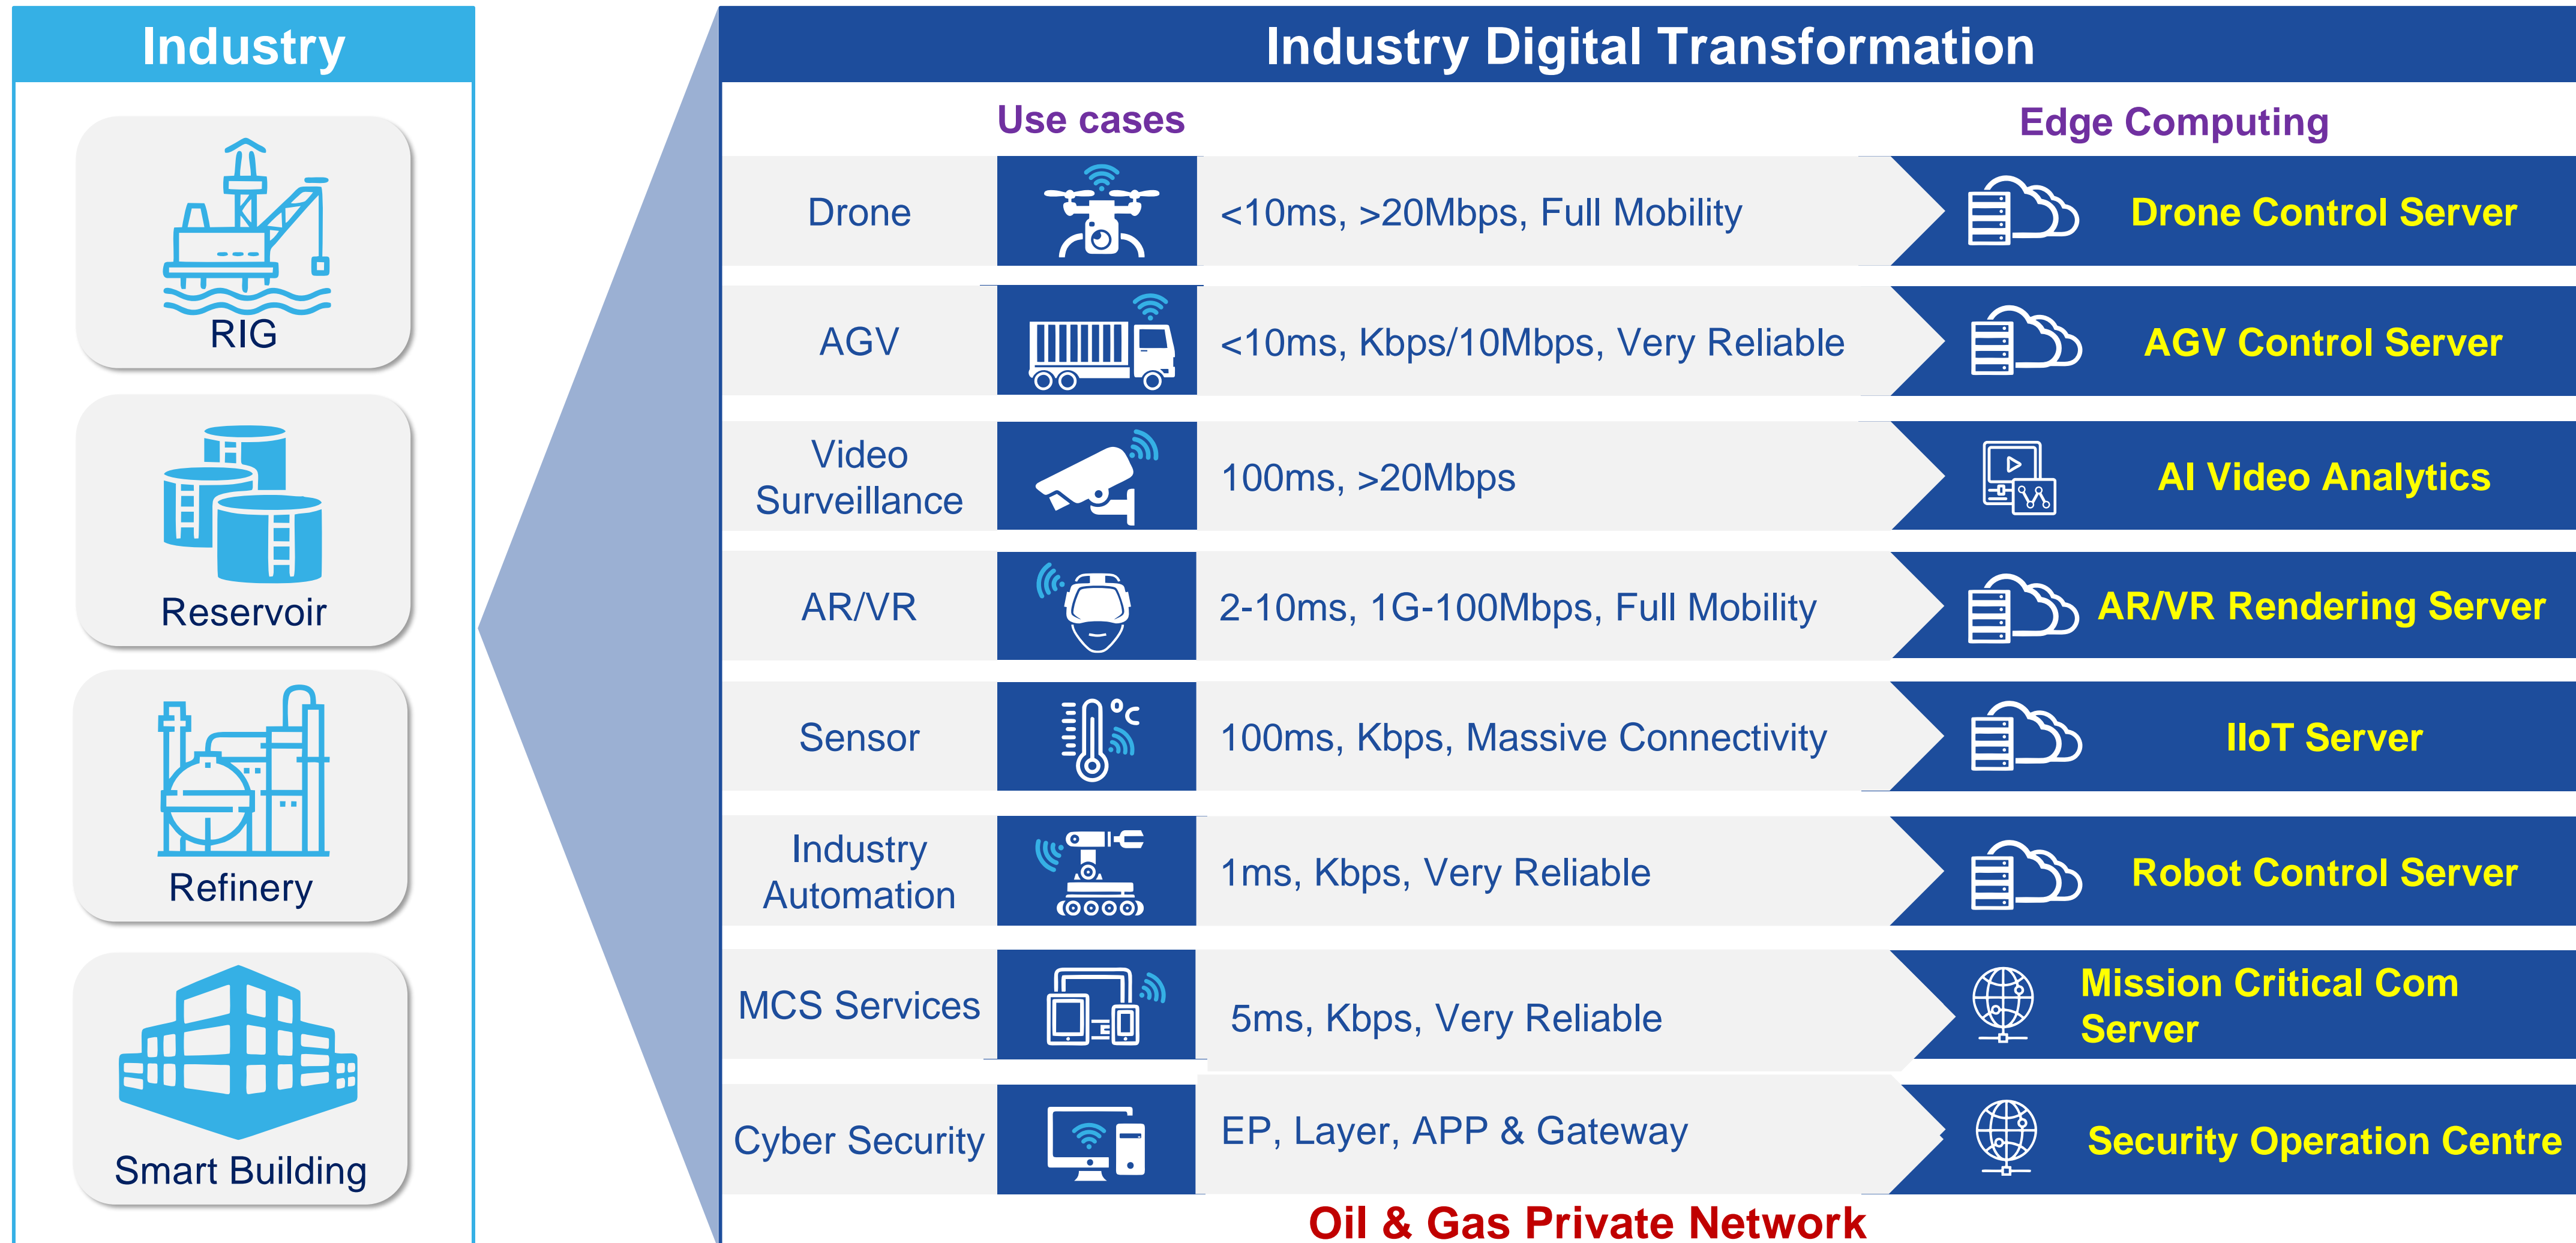 Industry
RIG
Reservoir
Refinery
Smart Building
Industry Digital Transformation
Use cases
Edge Computing
Drone
<10ms, >20Mbps, Full Mobility
Drone Control Server
AGV
<10ms, Kbps/10Mbps, Very Reliable
AGV Control Server
Video
Surveillance
100ms, >20Mbps
AI Video Analytics
AR/VR
2-10ms, 1G-100Mbps, Full Mobility
AR/VR Rendering Server
Sensor
°C
100ms, Kbps, Massive Connectivity
IIoT Server
Industry
Automation
1ms, Kbps, Very Reliable
Robot Control Server
MCS Services
5ms, Kbps, Very Reliable
Mission Critical Com
Server
Cyber Security
EP, Layer, APP & Gateway
Security Operation Centre
Oil & Gas Private Network